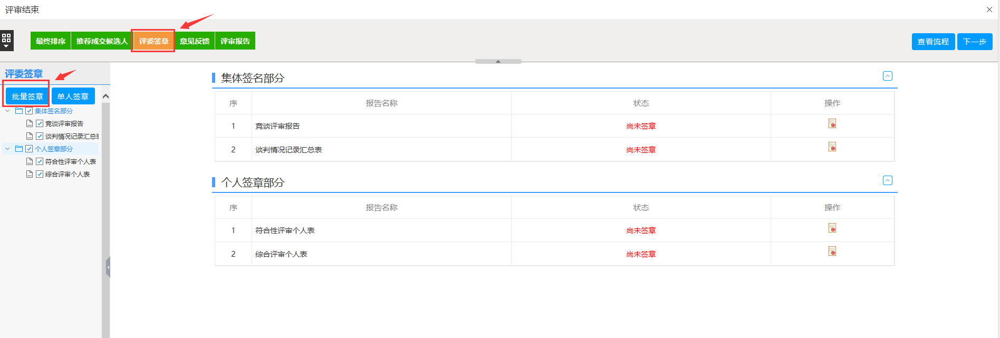 评审结束
最终排序 推荐成交候选人 评委签章 意见反馈 评审报告
查看流程 下一步
评委签章
批量签章 单人签章
集体签名部分
竞谈评审报告
谈判情况记录汇总表
个人签章部分
符合性评审个人表
综合评审个人表
集体签名部分
序 报告名称 状态 操作
1 竞谈评审报告 尚未签章
2 谈判情况记录汇总表 尚未签章
个人签章部分
序 报告名称 状态 操作
1 符合性评审个人表 尚未签章
2 综合评审个人表 尚未签章